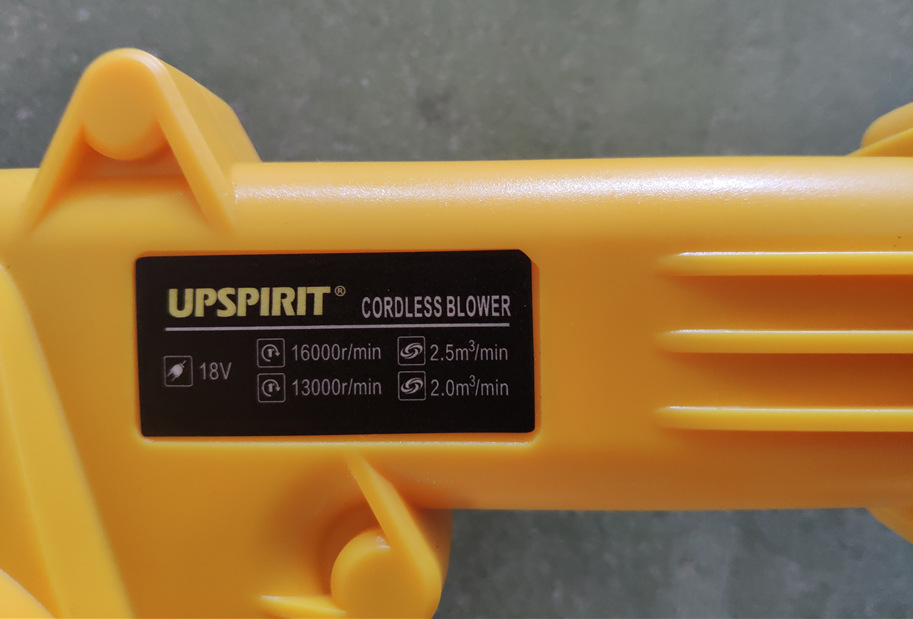 UPSPIRIT® CORDLESS BLOWER
18V
16000r/min 2.5m³/min
13000r/min 2.0m³/min